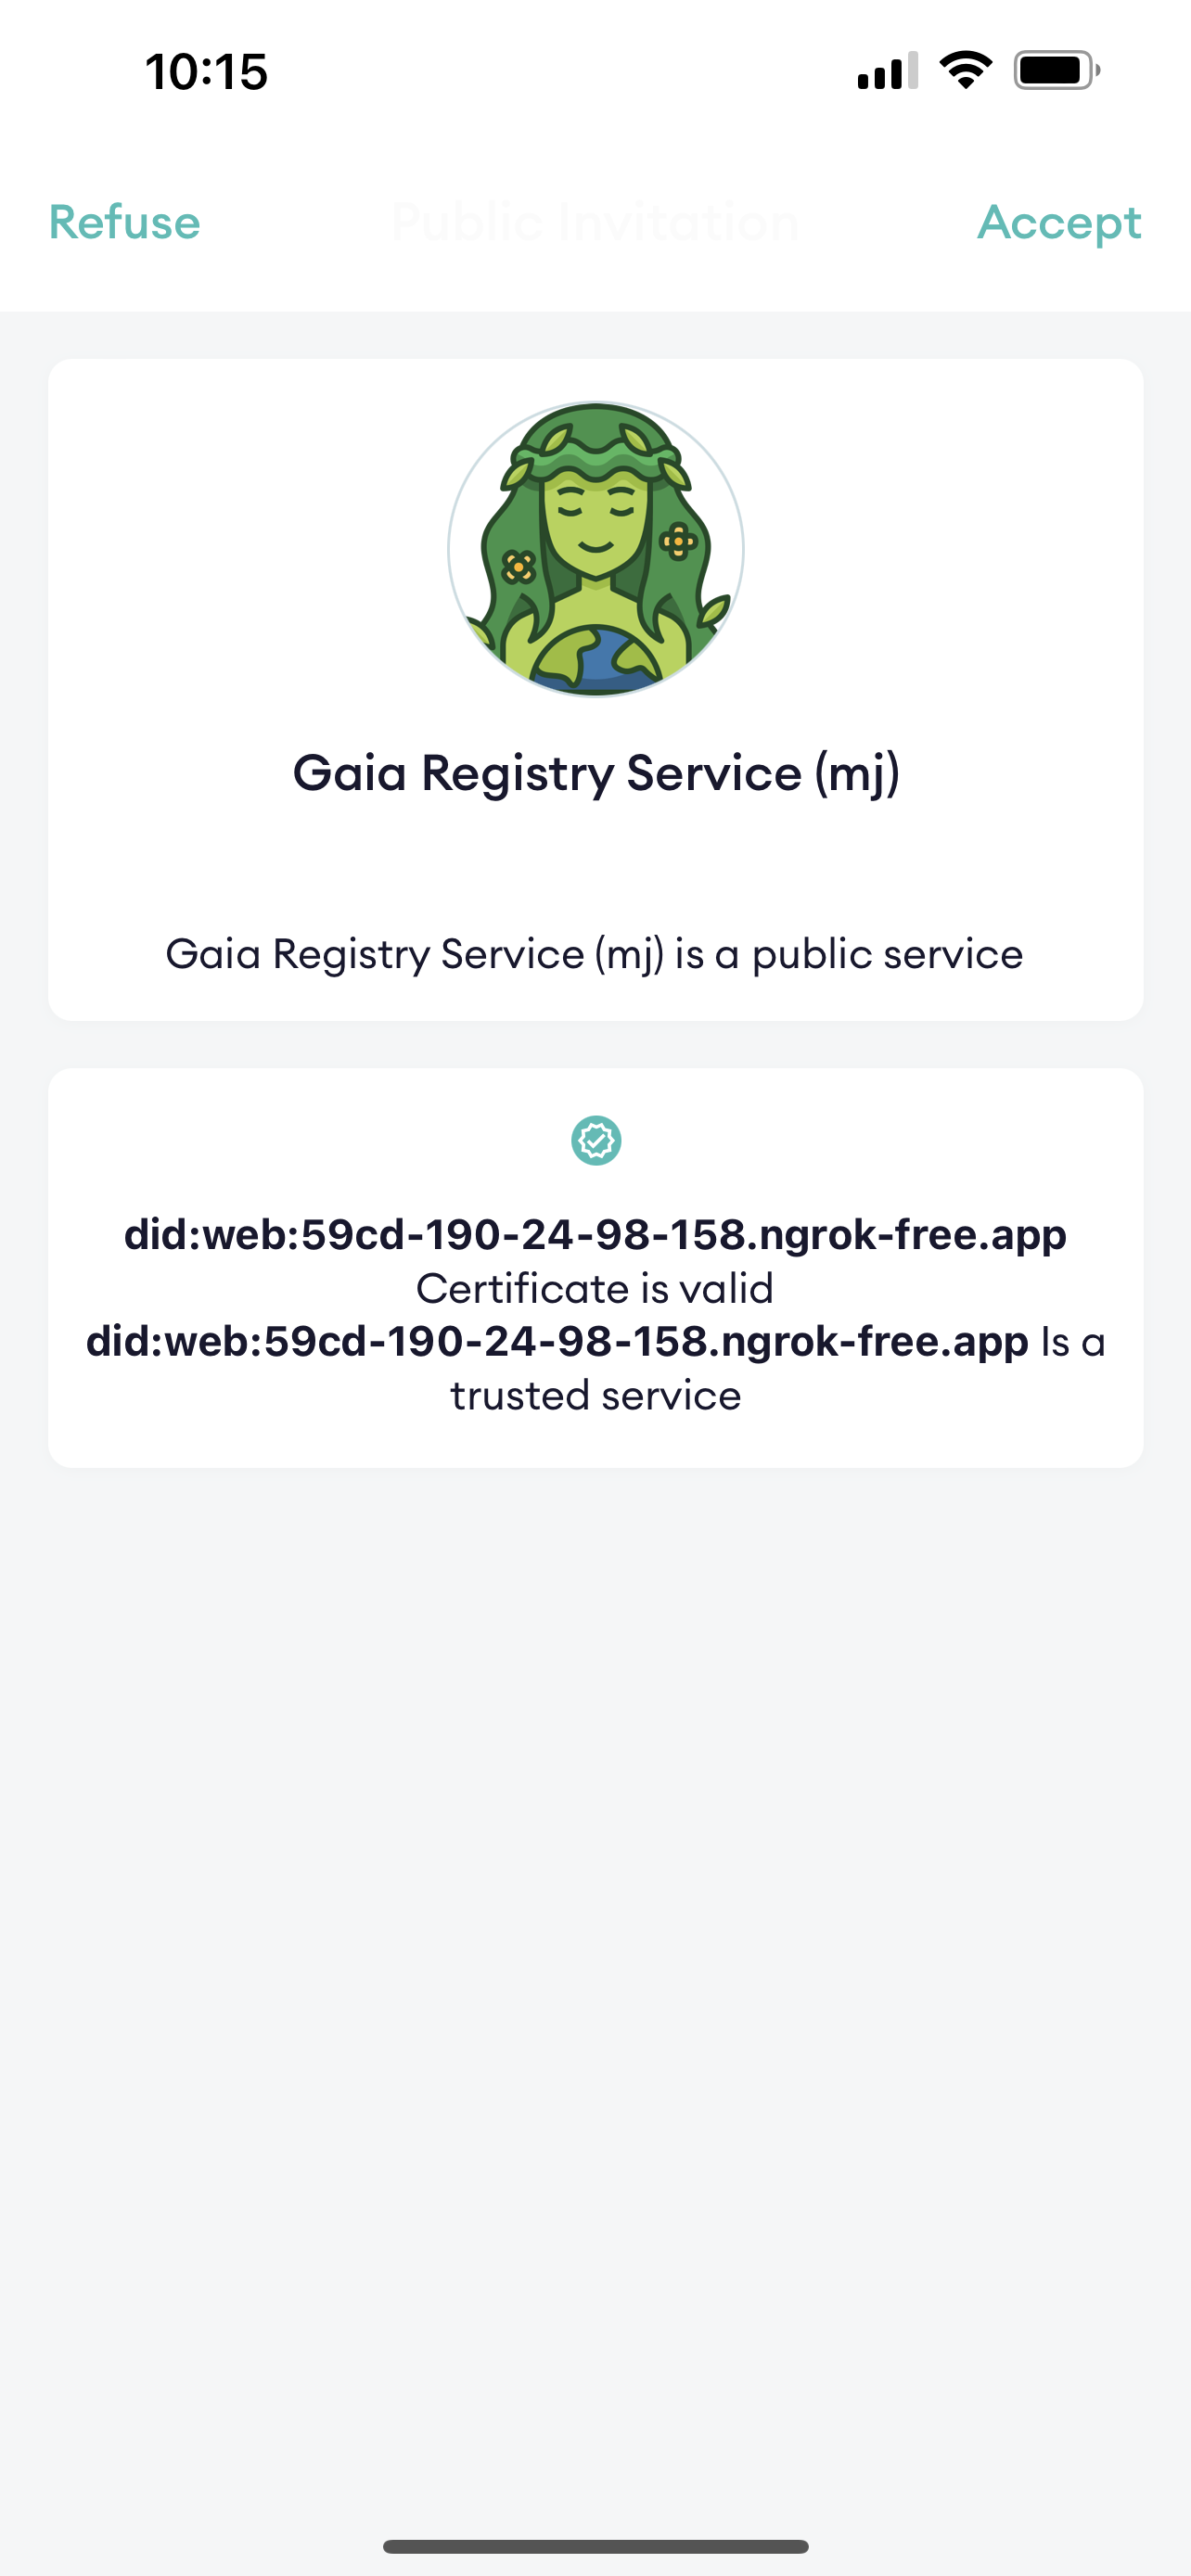 10:15
Refuse Public Invitation Accept
Gaia Registry Service (mj)
Gaia Registry Service (mj) is a public service
did:web:59cd-190-24-98-158.ngrok-free.app
Certificate is valid
did:web:59cd-190-24-98-158.ngrok-free.app Is a
trusted service